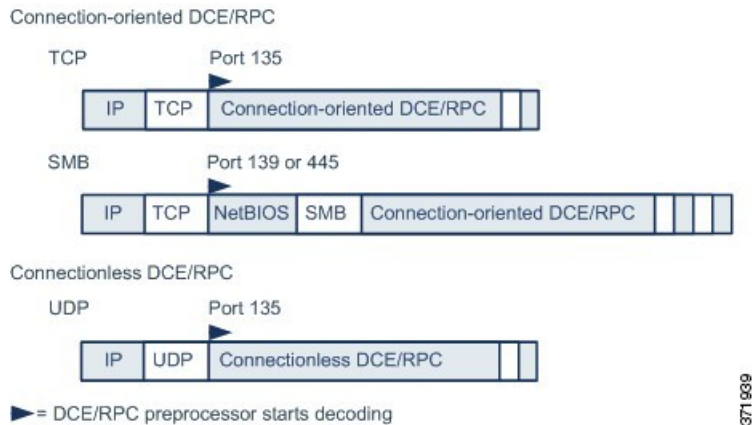 Connection-oriented DCE/RPC
TCP Port 135
IP TCP Connection-oriented DCE/RPC
SMB Port 139 or 445
IP TCP NetBIOS SMB Connection-oriented DCE/RPC
Connectionless DCE/RPC
UDP Port 135
IP UDP Connectionless DCE/RPC
= DCE/RPC preprocessor starts decoding
371939